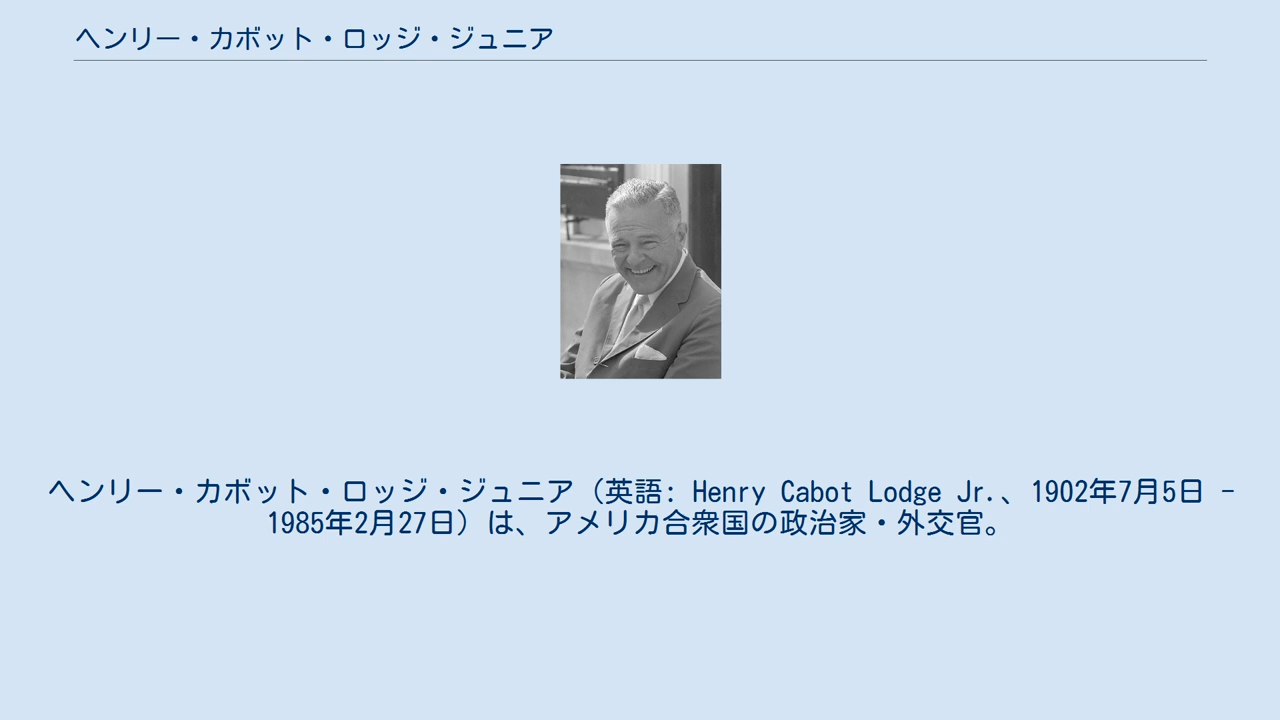 ヘンリー・カボット・ロッジ・ジュニア
ヘンリー・カボット・ロッジ・ジュニア（英語: Henry Cabot Lodge Jr.、1902年7月5日 -
1985年2月27日）は、アメリカ合衆国の政治家・外交官。